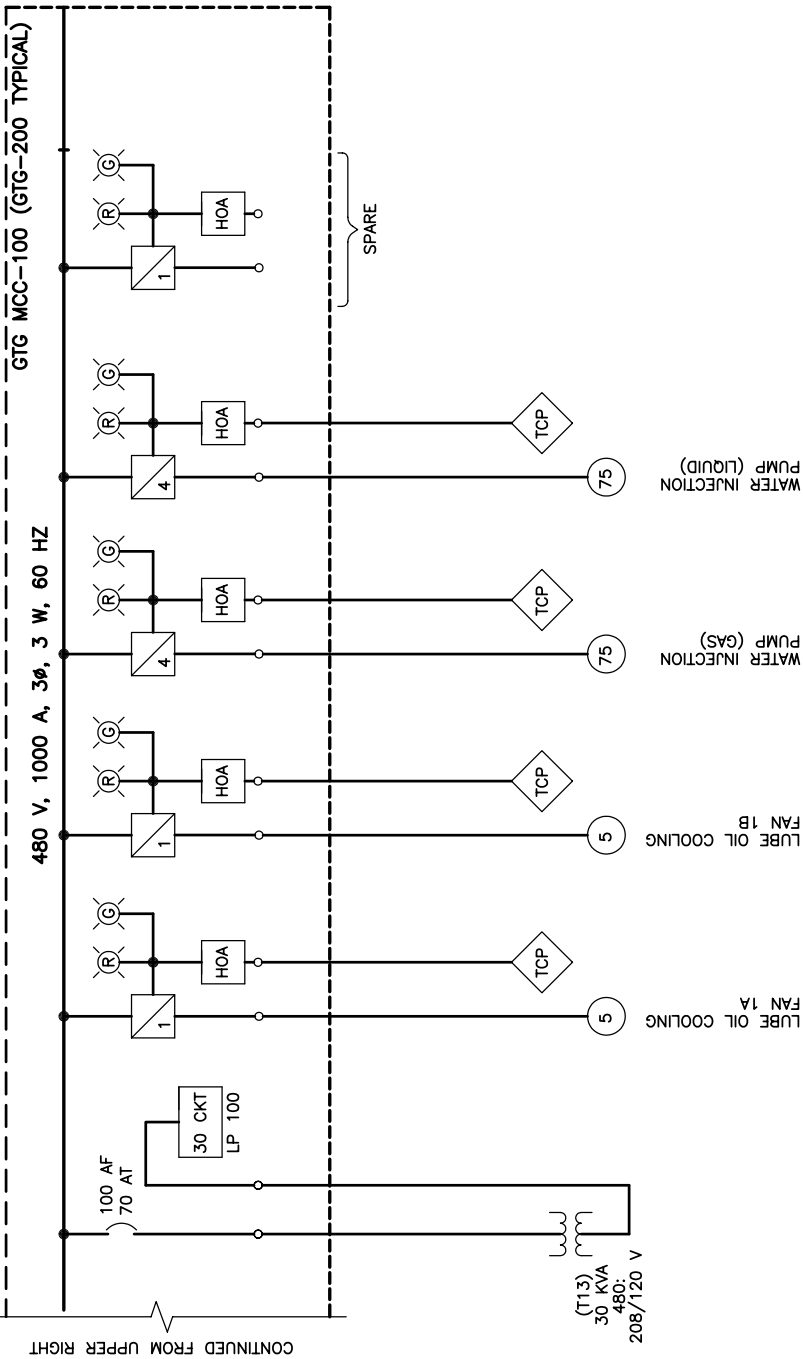 GTG MCC-100 (GTG-200 TYPICAL)
480 V, 1000 A, 3ø, 3 W, 60 HZ
CONTINUED FROM UPPER RIGHT
100 AF
70 AT
30 CKT
LP 100
(T13)
30 KVA
480:
208/120 V
R
G
1
HOA
TCP
5
LUBE OIL COOLING
FAN 1A
R
G
1
HOA
TCP
5
LUBE OIL COOLING
FAN 1B
R
G
4
HOA
TCP
75
WATER INJECTION
PUMP (GAS)
R
G
4
HOA
TCP
75
WATER INJECTION
PUMP (LIQUID)
R
G
1
HOA
SPARE